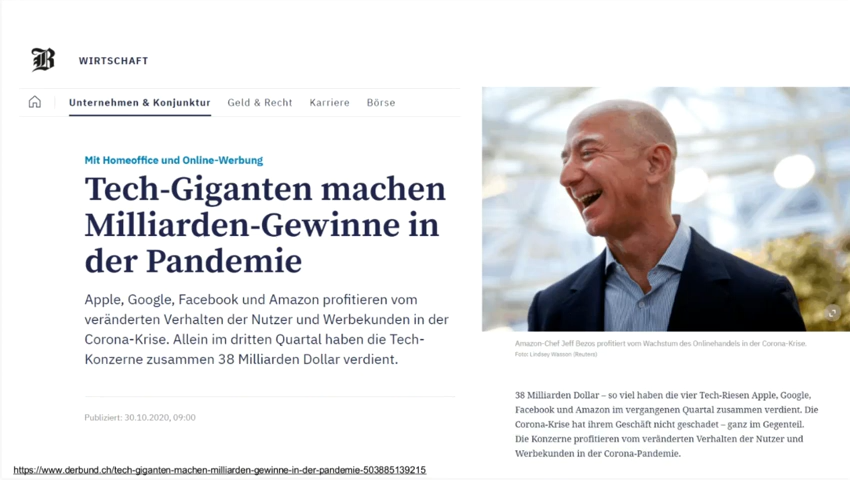 B
WIRTSCHAFT
Unternehmen & Konjunktur Geld & Recht Karriere Börse
Mit Homeoffice und Online-Werbung
Tech-Giganten machen
Milliarden-Gewinne in
der Pandemie
Apple, Google, Facebook und Amazon profitieren vom
veränderten Verhalten der Nutzer und Werbekunden in der
Corona-Krise. Allein im dritten Quartal haben die Tech-
Konzerne zusammen 38 Milliarden Dollar verdient.
Publiziert: 30.10.2020, 09:00
Amazon-Chef Jeff Bezos profitiert vom Wachstum des Onlinehandels in der Corona-Krise.
Foto: Lindsey Wasson (Reuters)
38 Milliarden Dollar – so viel haben die vier Tech-Riesen Apple, Google,
Facebook und Amazon im vergangenen Quartal zusammen verdient. Die
Corona-Krise hat ihrem Geschäft nicht geschadet – ganz im Gegenteil.
Die Konzerne profitieren vom veränderten Verhalten der Nutzer und
Werbekunden in der Corona-Pandemie.
https://www.derbund.ch/tech-giganten-machen-milliarden-gewinne-in-der-pandemie-503885139215